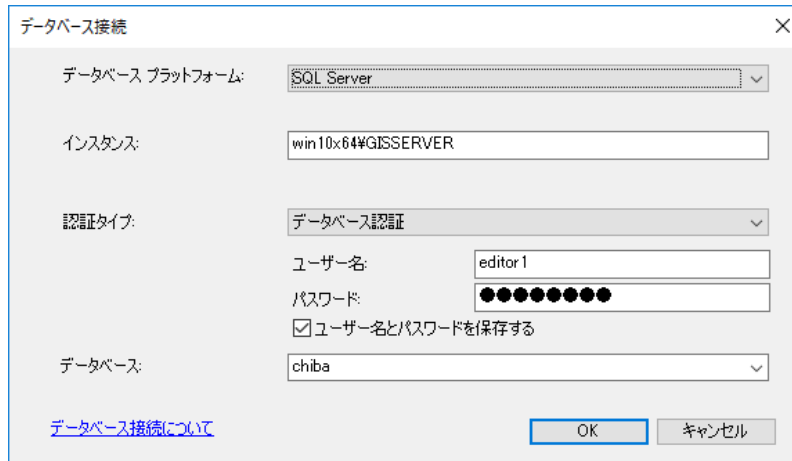 データベース接続
データベース プラットフォーム: SQL Server
インスタンス: win10x64¥GISSERVER
認証タイプ: データベース認証
ユーザー名: editor1
パスワード: ●●●●●●●●
ユーザー名とパスワードを保存する
データベース: chiba
データベース接続について OK キャンセル